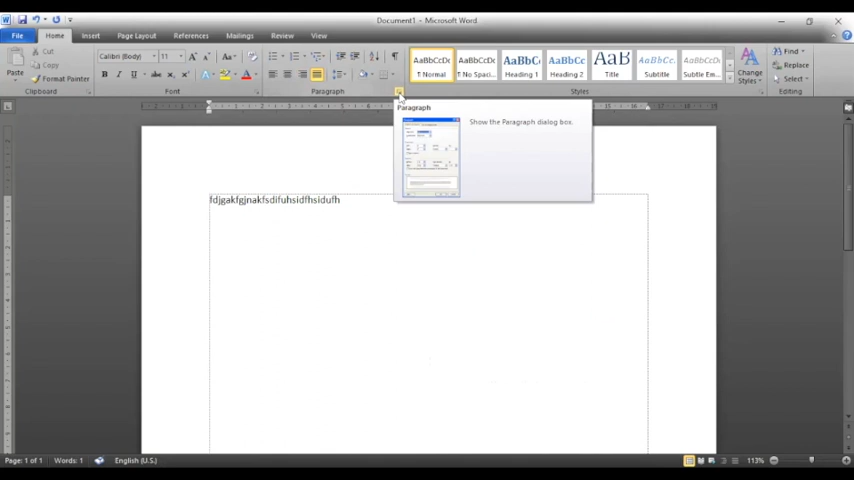 Document1 - Microsoft Word
File Home Insert Page Layout References Mailings Review View
Cut
Copy
Format Painter
Paste
Calibri (Body) 11
AaBbCcDc AaBbCcDc AaBbCc AaBbCc AaB AaBbCc. AaBbCcDc
¶ Normal ¶ No Spaci... Heading 1 Heading 2 Title Subtitle Subtle Em...
Change Styles
Find
Replace
Select
Clipboard Font Paragraph Styles Editing
Paragraph
Show the Paragraph dialog box.
fdjgakfgjnakfsdifuhsidfhsidufh
Page: 1 of 1 Words: 1 English (U.S.) 113%